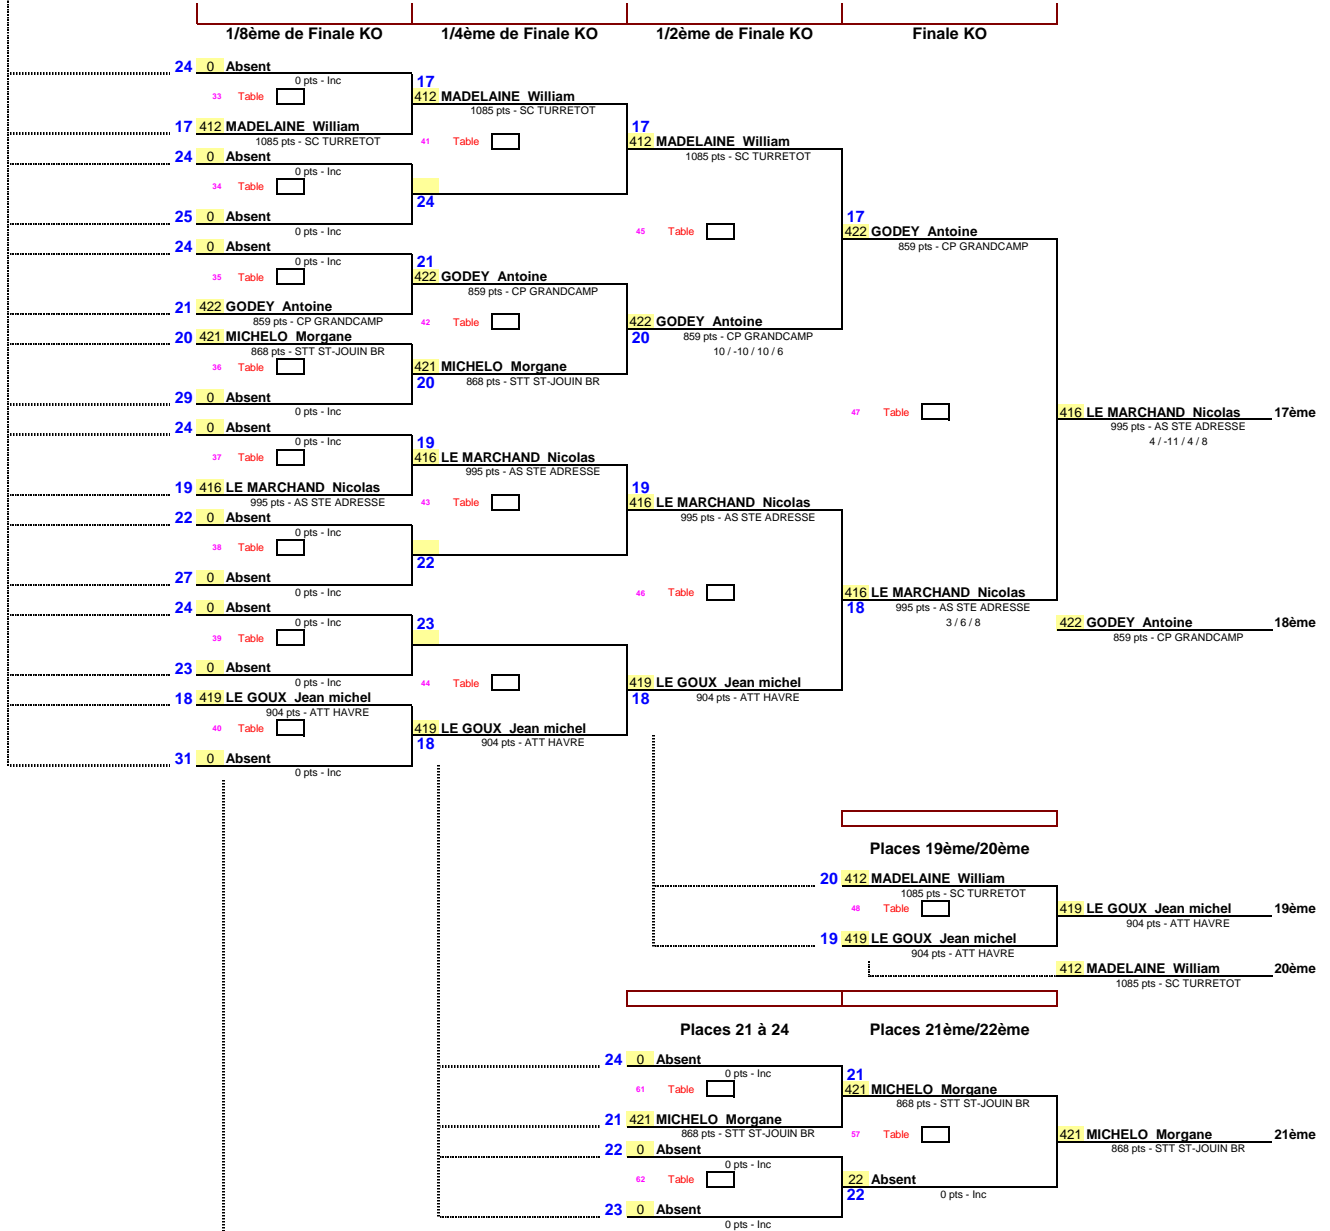 1/8ème de Finale KO 1/4ème de Finale KO 1/2ème de Finale KO Finale KO
24 0 Absent
0 pts - Inc
33 Table
17 412 MADELAINE William
1085 pts - SC TURRETOT
24 0 Absent
0 pts - Inc
34 Table
25 0 Absent
0 pts - Inc
24 0 Absent
0 pts - Inc
35 Table
21 422 GODEY Antoine
859 pts - CP GRANDCAMP
20 421 MICHELO Morgane
868 pts - STT ST-JOUIN BR
36 Table
29 0 Absent
0 pts - Inc
24 0 Absent
0 pts - Inc
37 Table
19 416 LE MARCHAND Nicolas
995 pts - AS STE ADRESSE
22 0 Absent
0 pts - Inc
38 Table
27 0 Absent
0 pts - Inc
24 0 Absent
0 pts - Inc
39 Table
23 0 Absent
0 pts - Inc
18 419 LE GOUX Jean michel
904 pts - ATT HAVRE
40 Table
31 0 Absent
0 pts - Inc
17
412 MADELAINE William
1085 pts - SC TURRETOT
41 Table
24
21
422 GODEY Antoine
859 pts - CP GRANDCAMP
42 Table
421 MICHELO Morgane
20 868 pts - STT ST-JOUIN BR
19
416 LE MARCHAND Nicolas
995 pts - AS STE ADRESSE
43 Table
22
23
44 Table
419 LE GOUX Jean michel
18 904 pts - ATT HAVRE
17
412 MADELAINE William
1085 pts - SC TURRETOT
45 Table
422 GODEY Antoine
20 859 pts - CP GRANDCAMP
10 / -10 / 10 / 6
19
416 LE MARCHAND Nicolas
995 pts - AS STE ADRESSE
46 Table
419 LE GOUX Jean michel
18 904 pts - ATT HAVRE
17
422 GODEY Antoine
859 pts - CP GRANDCAMP
47 Table
416 LE MARCHAND Nicolas
18 995 pts - AS STE ADRESSE
3 / 6 / 8
416 LE MARCHAND Nicolas 17ème
995 pts - AS STE ADRESSE
4 / -11 / 4 / 8
422 GODEY Antoine 18ème
859 pts - CP GRANDCAMP
Places 19ème/20ème
20 412 MADELAINE William
1085 pts - SC TURRETOT
48 Table
19 419 LE GOUX Jean michel
904 pts - ATT HAVRE
419 LE GOUX Jean michel 19ème
904 pts - ATT HAVRE
412 MADELAINE William 20ème
1085 pts - SC TURRETOT
Places 21 à 24 Places 21ème/22ème
24 0 Absent
0 pts - Inc
61 Table
21 421 MICHELO Morgane
868 pts - STT ST-JOUIN BR
22 0 Absent
0 pts - Inc
62 Table
23 0 Absent
0 pts - Inc
21
421 MICHELO Morgane
868 pts - STT ST-JOUIN BR
57 Table
22 Absent
22 0 pts - Inc
421 MICHELO Morgane 21ème
868 pts - STT ST-JOUIN BR